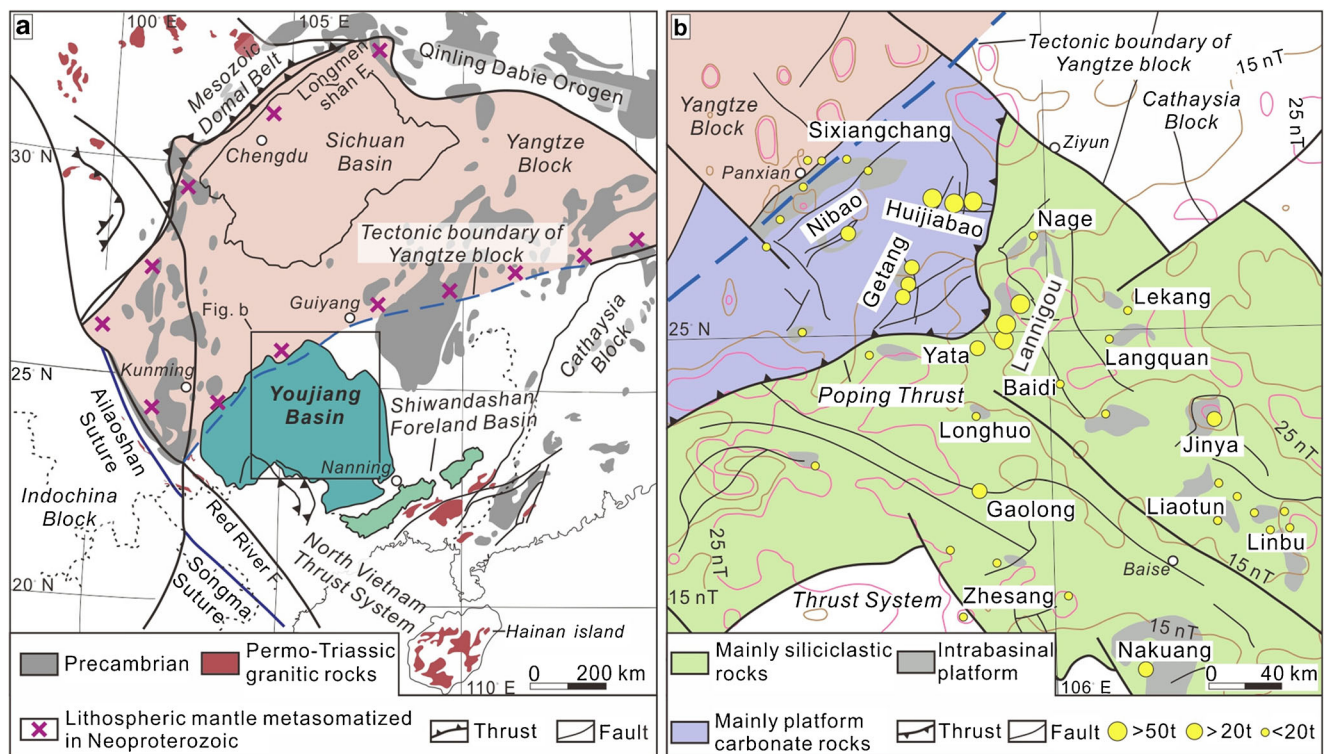 a
100° E
105° E
Mesozoic
Domal Belt
Longmen
shan F.
Qinling Dabie Orogen
30° N
Chengdu
Sichuan
Basin
Yangtze
Block
Tectonic boundary of
Yangtze block
Fig. b
Guiyang
Cathaysia
Block
25° N
Kunming
Youjiang
Basin
Shiwandashan
Foreland Basin
Ailaoshan
Suture
Nanning
Indochina
Block
Red River F.
North Vietnam
Thrust System
20° N
Songma
Suture
Hainan island
0 200 km
110° E
Precambrian
Permo-Triassic
granitic rocks
Lithospheric mantle metasomatized
in Neoproterozoic
Thrust
Fault
b
Tectonic boundary of
Yangtze block
15 nT
Yangtze
Block
Cathaysia
Block
25 nT
Sixiangchang
Ziyun
Panxian
Nibao
Huijiabao
Nage
Getang
Lannigou
Lekang
25° N
Yata
Langquan
Baidi
Poping Thrust
Longhuo
Jinya
25 nT
Gaolong
Liaotun
Linbu
25 nT
Baise
15 nT
15 nT
Thrust System
Zhesang
15 nT
Nakuang
106° E
0 40 km
Mainly siliciclastic
rocks
Intrabasinal
platform
Mainly platform
carbonate rocks
Thrust
Fault
>50t
>20t
<20t